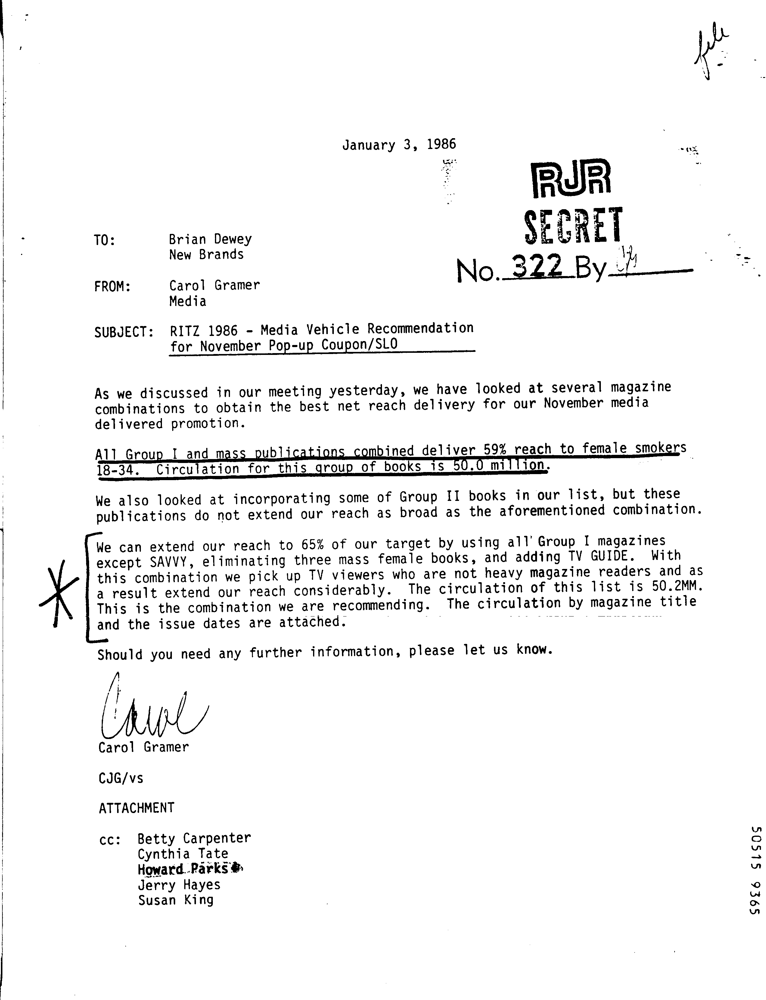 file
January 3, 1986
RJR
SECRET
No. 322 By
TO: Brian Dewey
New Brands
FROM: Carol Gramer
Media
SUBJECT: RITZ 1986 - Media Vehicle Recommendation
for November Pop-up Coupon/SLO
As we discussed in our meeting yesterday, we have looked at several magazine
combinations to obtain the best net reach delivery for our November media
delivered promotion.
All Group I and mass publications combined deliver 59% reach to female smokers
18-34. Circulation for this group of books is 50.0 million.
We also looked at incorporating some of Group II books in our list, but these
publications do not extend our reach as broad as the aforementioned combination.
We can extend our reach to 65% of our target by using all Group I magazines
except SAVVY, eliminating three mass female books, and adding TV GUIDE. With
this combination we pick up TV viewers who are not heavy magazine readers and as
a result extend our reach considerably. The circulation of this list is 50.2MM.
This is the combination we are recommending. The circulation by magazine title
and the issue dates are attached.
Should you need any further information, please let us know.
Carol
Carol Gramer
CJG/vs
ATTACHMENT
cc: Betty Carpenter
Cynthia Tate
Howard Parks
Jerry Hayes
Susan King
50515 9365